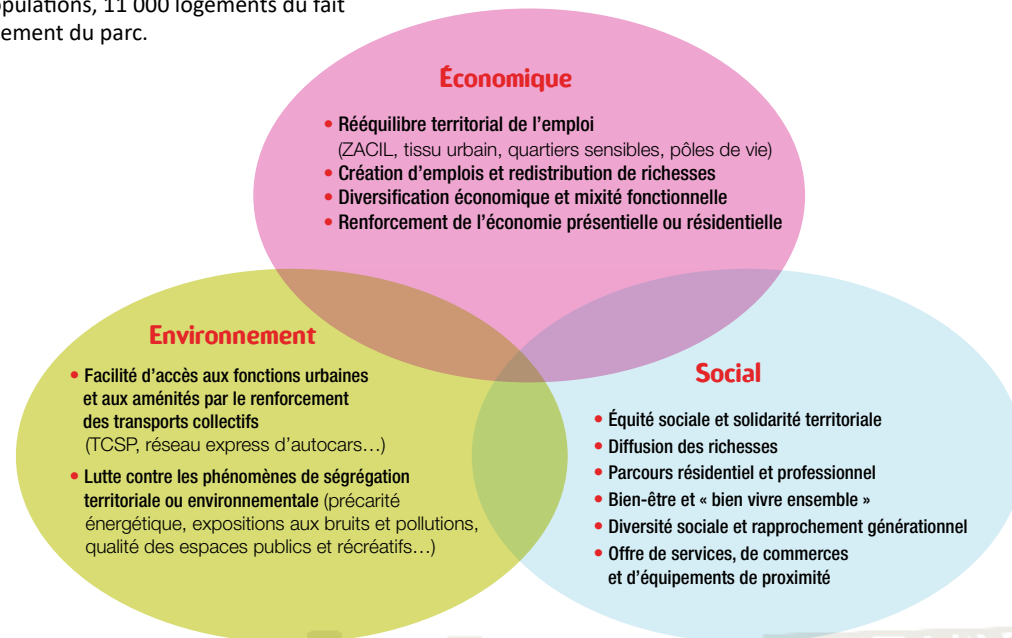 opulations, 11 000 logements du fait
ement du parc.
Économique
• Rééquilibre territorial de l'emploi
(ZACIL, tissu urbain, quartiers sensibles, pôles de vie)
• Création d'emplois et redistribution de richesses
• Diversification économique et mixité fonctionnelle
• Renforcement de l'économie présentielle ou résidentielle
Environnement
• Facilité d'accès aux fonctions urbaines
et aux aménités par le renforcement
des transports collectifs
(TCSP, réseau express d'autocars…)
• Lutte contre les phénomènes de ségrégation
territoriale ou environnementale (précarité
énergétique, expositions aux bruits et pollutions,
qualité des espaces publics et récréatifs…)
Social
• Équité sociale et solidarité territoriale
• Diffusion des richesses
• Parcours résidentiel et professionnel
• Bien-être et « bien vivre ensemble »
• Diversité sociale et rapprochement générationnel
• Offre de services, de commerces
et d'équipements de proximité